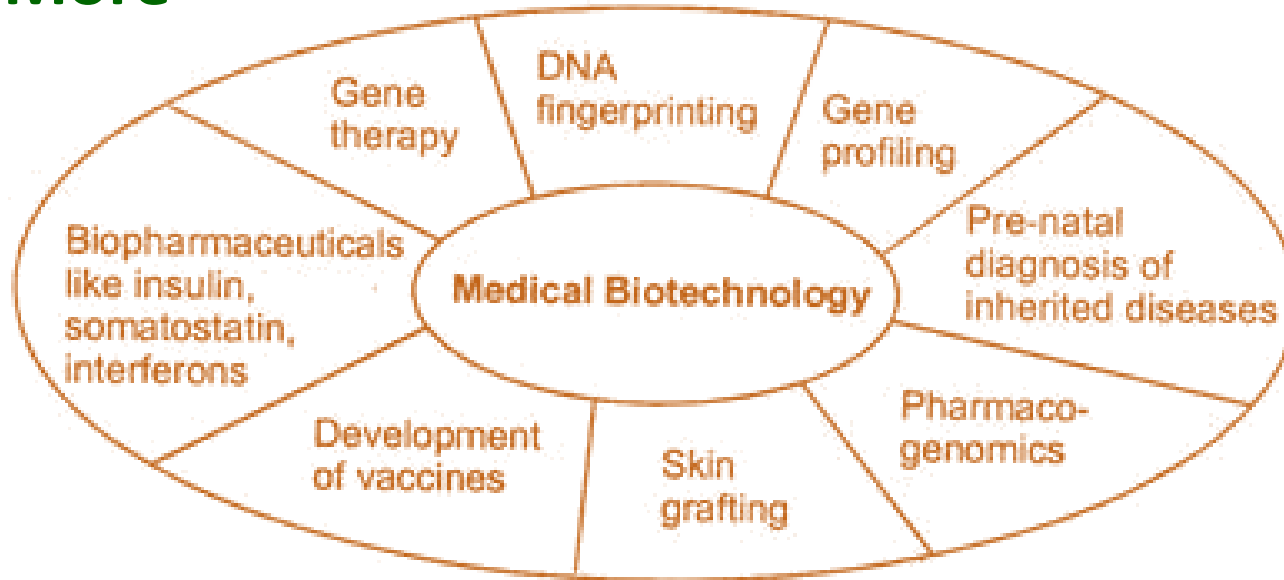 More
DNA
fingerprinting
Gene
therapy
Gene
profiling
Pre-natal
diagnosis of
inherited diseases
Biopharmaceuticals
like insulin,
somatostatin,
interferons
Medical Biotechnology
Pharmaco-
genomics
Development
of vaccines
Skin
grafting